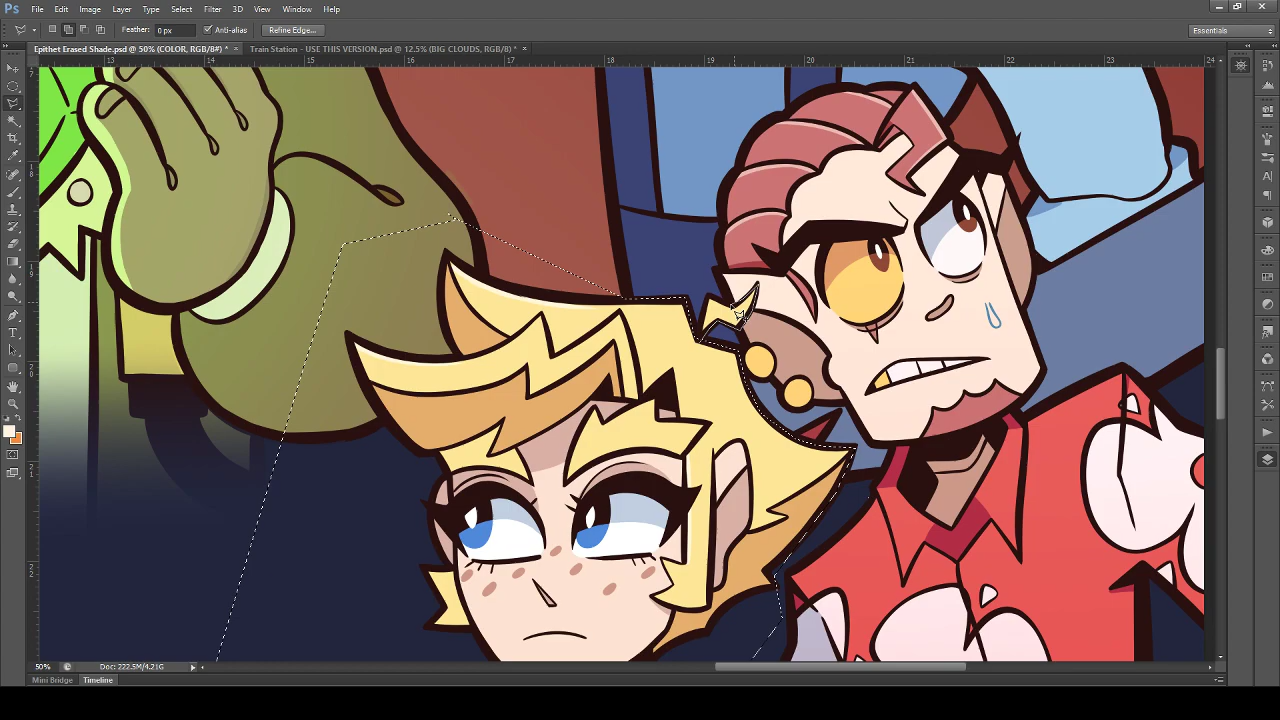 Ps File Edit Image Layer Type Select Filter 3D View Window Help
Feather: 0 px Anti-alias Refine Edge... Essentials
Epithet Erased Shade.psd @ 50% (COLOR, RGB/8#) * × Train Station - USE THIS VERSION.psd @ 12.5% (BIG CLOUDS, RGB/8) * ×
13 14 15 16 17 18 19 20 21 22 23 24
50% Doc: 222.5M/4.21G
Mini Bridge Timeline